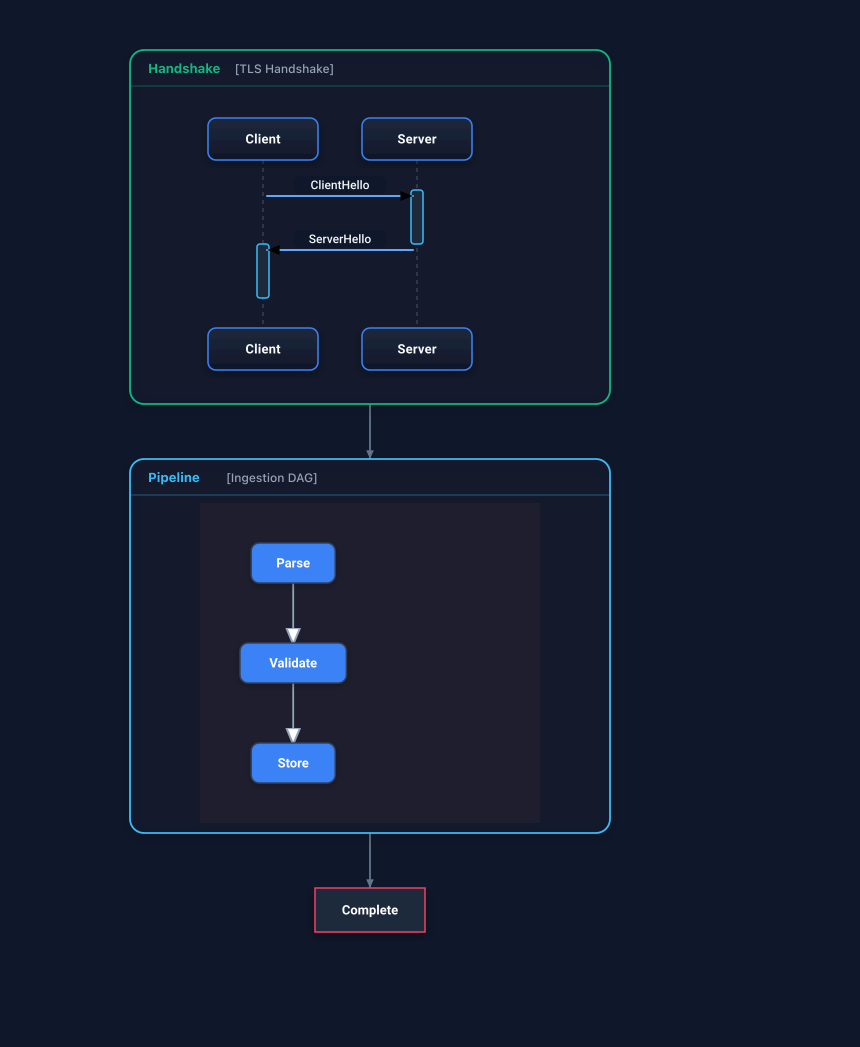 Handshake [TLS Handshake]
Client Server
ClientHello
ServerHello
Client Server
Pipeline [Ingestion DAG]
Parse
Validate
Store
Complete